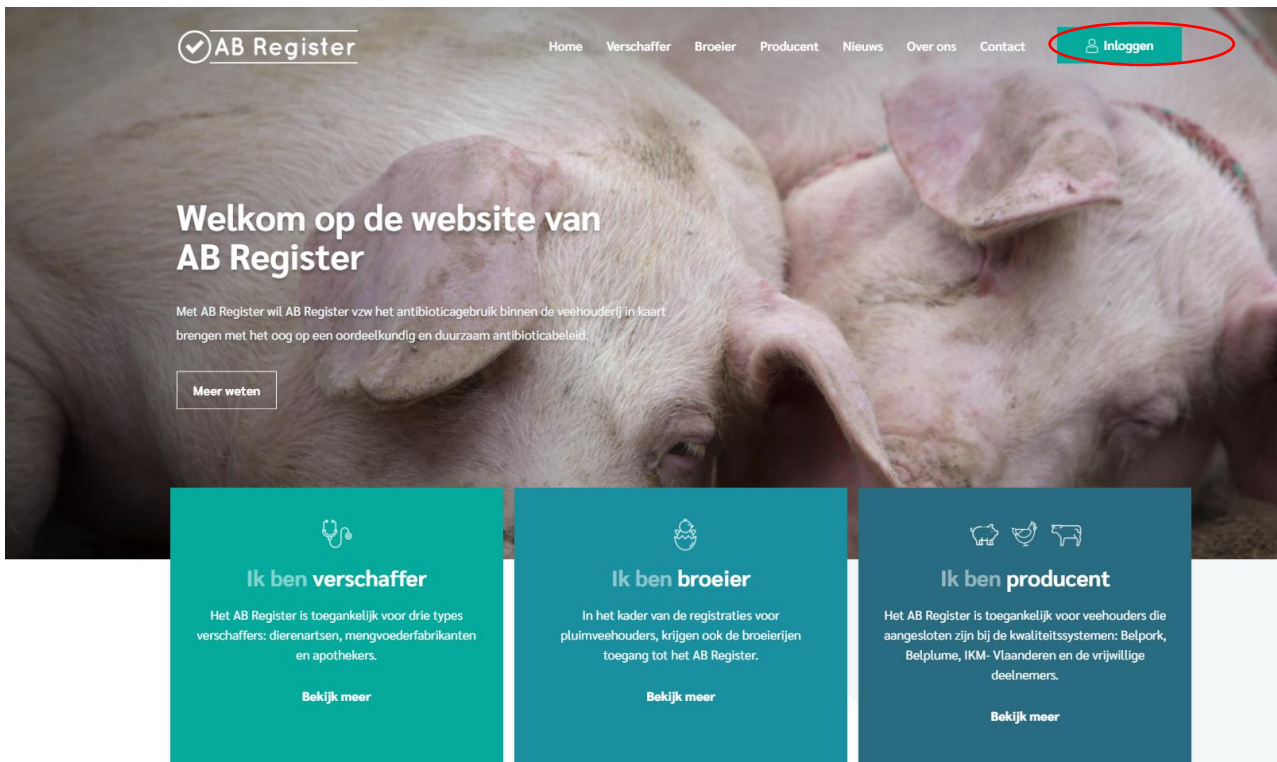 AB Register
Home Verschaffer Broeier Producent Nieuws Over ons Contact Inloggen
Welkom op de website van
AB Register
Met AB Register wil AB Register vzw het antibioticagebruik binnen de veehouderij in kaart
brengen met het oog op een oordeelkundig en duurzaam antibioticabeleid.
Meer weten
Ik ben verschaffer
Het AB Register is toegankelijk voor drie types
verschaffers: dierenartsen, mengvoederfabrikanten
en apothekers.
Bekijk meer
Ik ben broeier
In het kader van de registraties voor
pluimveehouders, krijgen ook de broeierijen
toegang tot het AB Register.
Bekijk meer
Ik ben producent
Het AB Register is toegankelijk voor veehouders die
aangesloten zijn bij de kwaliteitssystemen: Belpork,
Belplume, IKM- Vlaanderen en de vrijwillige
deelnemers.
Bekijk meer